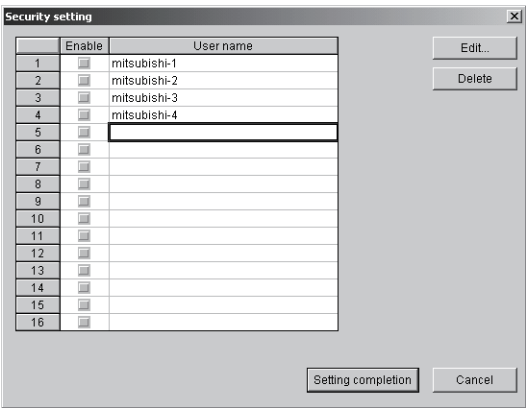 Security setting
Enable User name
Edit...
1 mitsubishi-1
2 mitsubishi-2
Delete
3 mitsubishi-3
4 mitsubishi-4
5
6
7
8
9
10
11
12
13
14
15
16
Setting completion Cancel